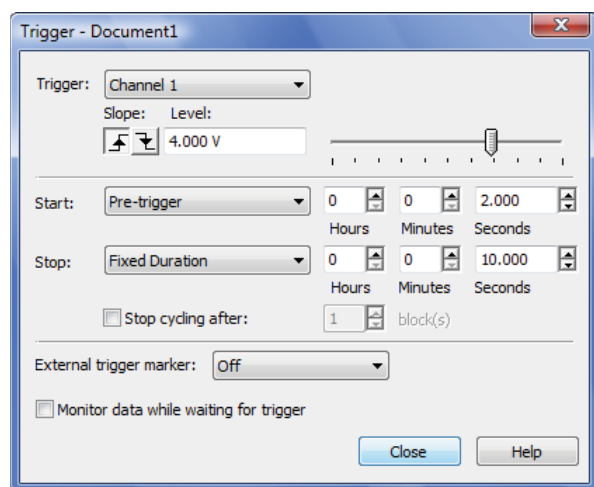 Trigger - Document1
Trigger: Channel 1
Slope: Level:
4.000 V
Start: Pre-trigger 0 0 2.000
Hours Minutes Seconds
Stop: Fixed Duration 0 0 10.000
Hours Minutes Seconds
Stop cycling after: 1 block(s)
External trigger marker: Off
Monitor data while waiting for trigger
Close Help